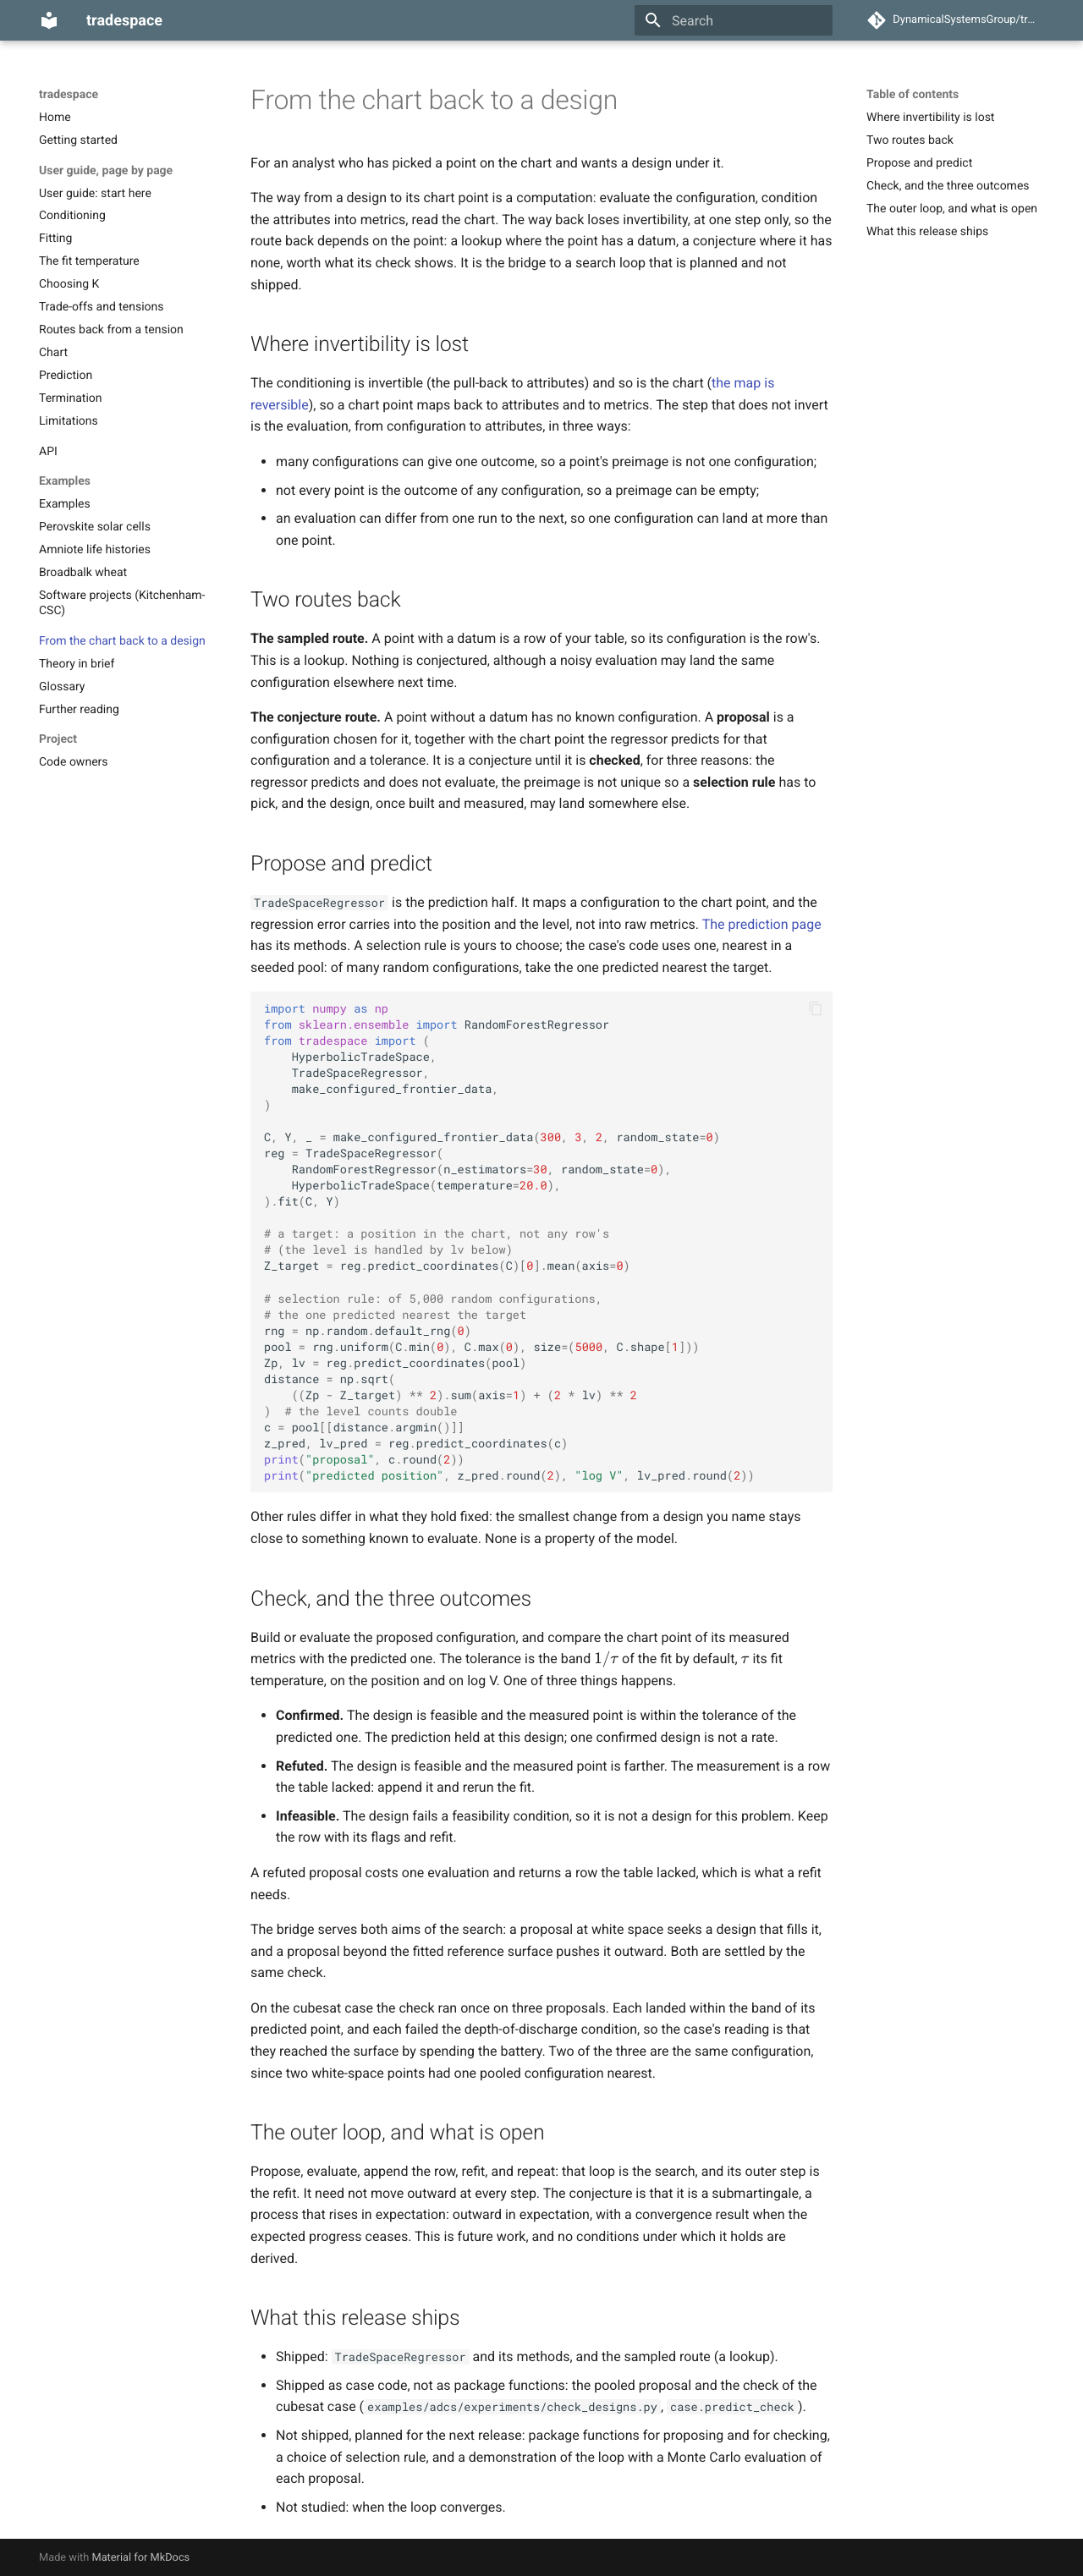 tradespace
Search
DynamicalSystemsGroup/tr...
tradespace
Home
Getting started
User guide, page by page
User guide: start here
Conditioning
Fitting
The fit temperature
Choosing K
Trade-offs and tensions
Routes back from a tension
Chart
Prediction
Termination
Limitations
API
Examples
Examples
Perovskite solar cells
Amniote life histories
Broadbalk wheat
Software projects (Kitchenham-
CSC)
From the chart back to a design
Theory in brief
Glossary
Further reading
Project
Code owners
From the chart back to a design
For an analyst who has picked a point on the chart and wants a design under it.
The way from a design to its chart point is a computation: evaluate the configuration, condition
the attributes into metrics, read the chart. The way back loses invertibility, at one step only, so the
route back depends on the point: a lookup where the point has a datum, a conjecture where it has
none, worth what its check shows. It is the bridge to a search loop that is planned and not
shipped.
Where invertibility is lost
The conditioning is invertible (the pull-back to attributes) and so is the chart (the map is
reversible), so a chart point maps back to attributes and to metrics. The step that does not invert
is the evaluation, from configuration to attributes, in three ways:
• many configurations can give one outcome, so a point's preimage is not one configuration;
• not every point is the outcome of any configuration, so a preimage can be empty;
• an evaluation can differ from one run to the next, so one configuration can land at more than
one point.
Two routes back
The sampled route. A point with a datum is a row of your table, so its configuration is the row's.
This is a lookup. Nothing is conjectured, although a noisy evaluation may land the same
configuration elsewhere next time.
The conjecture route. A point without a datum has no known configuration. A proposal is a
configuration chosen for it, together with the chart point the regressor predicts for that
configuration and a tolerance. It is a conjecture until it is checked, for three reasons: the
regressor predicts and does not evaluate, the preimage is not unique so a selection rule has to
pick, and the design, once built and measured, may land somewhere else.
Propose and predict
TradeSpaceRegressor is the prediction half. It maps a configuration to the chart point, and the
regression error carries into the position and the level, not into raw metrics. The prediction page
has its methods. A selection rule is yours to choose; the case's code uses one, nearest in a
seeded pool: of many random configurations, take the one predicted nearest the target.
import numpy as np
from sklearn.ensemble import RandomForestRegressor
from tradespace import (
    HyperbolicTradeSpace,
    TradeSpaceRegressor,
    make_configured_frontier_data,
)
C, Y, _ = make_configured_frontier_data(300, 3, 2, random_state=0)
reg = TradeSpaceRegressor(
    RandomForestRegressor(n_estimators=30, random_state=0),
    HyperbolicTradeSpace(temperature=20.0),
).fit(C, Y)
# a target: a position in the chart, not any row's
# (the level is handled by lv below)
Z_target = reg.predict_coordinates(C)[0].mean(axis=0)
# selection rule: of 5,000 random configurations,
# the one predicted nearest the target
rng = np.random.default_rng(0)
pool = rng.uniform(C.min(0), C.max(0), size=(5000, C.shape[1]))
Zp, lv = reg.predict_coordinates(pool)
distance = np.sqrt(
    ((Zp - Z_target) ** 2).sum(axis=1) + (2 * lv) ** 2
)  # the level counts double
c = pool[[distance.argmin()]]
z_pred, lv_pred = reg.predict_coordinates(c)
print("proposal", c.round(2))
print("predicted position", z_pred.round(2), "log V", lv_pred.round(2))
Other rules differ in what they hold fixed: the smallest change from a design you name stays
close to something known to evaluate. None is a property of the model.
Check, and the three outcomes
Build or evaluate the proposed configuration, and compare the chart point of its measured
metrics with the predicted one. The tolerance is the band 1/τ of the fit by default, τ its fit
temperature, on the position and on log V. One of three things happens.
• Confirmed. The design is feasible and the measured point is within the tolerance of the
predicted one. The prediction held at this design; one confirmed design is not a rate.
• Refuted. The design is feasible and the measured point is farther. The measurement is a row
the table lacked: append it and rerun the fit.
• Infeasible. The design fails a feasibility condition, so it is not a design for this problem. Keep
the row with its flags and refit.
A refuted proposal costs one evaluation and returns a row the table lacked, which is what a refit
needs.
The bridge serves both aims of the search: a proposal at white space seeks a design that fills it,
and a proposal beyond the fitted reference surface pushes it outward. Both are settled by the
same check.
On the cubesat case the check ran once on three proposals. Each landed within the band of its
predicted point, and each failed the depth-of-discharge condition, so the case's reading is that
they reached the surface by spending the battery. Two of the three are the same configuration,
since two white-space points had one pooled configuration nearest.
The outer loop, and what is open
Propose, evaluate, append the row, refit, and repeat: that loop is the search, and its outer step is
the refit. It need not move outward at every step. The conjecture is that it is a submartingale, a
process that rises in expectation: outward in expectation, with a convergence result when the
expected progress ceases. This is future work, and no conditions under which it holds are
derived.
What this release ships
• Shipped: TradeSpaceRegressor and its methods, and the sampled route (a lookup).
• Shipped as case code, not as package functions: the pooled proposal and the check of the
cubesat case ( examples/adcs/experiments/check_designs.py , case.predict_check ).
• Not shipped, planned for the next release: package functions for proposing and for checking,
a choice of selection rule, and a demonstration of the loop with a Monte Carlo evaluation of
each proposal.
• Not studied: when the loop converges.
Table of contents
Where invertibility is lost
Two routes back
Propose and predict
Check, and the three outcomes
The outer loop, and what is open
What this release ships
Made with Material for MkDocs